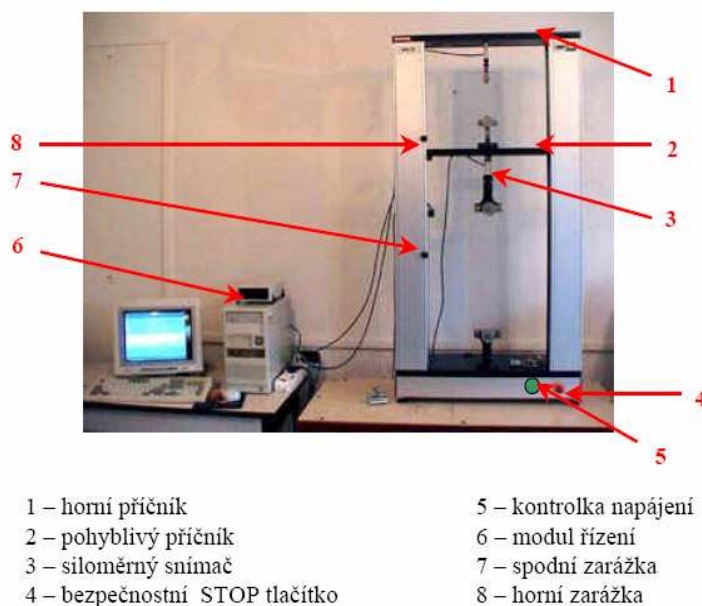 1
8
2
7
3
6
4
5
1 – horní příčník
2 – pohyblivý příčník
3 – siloměrný snímač
4 – bezpečnostní STOP tlačítko
5 – kontrolka napájení
6 – modul řízení
7 – spodní zarážka
8 – horní zarážka